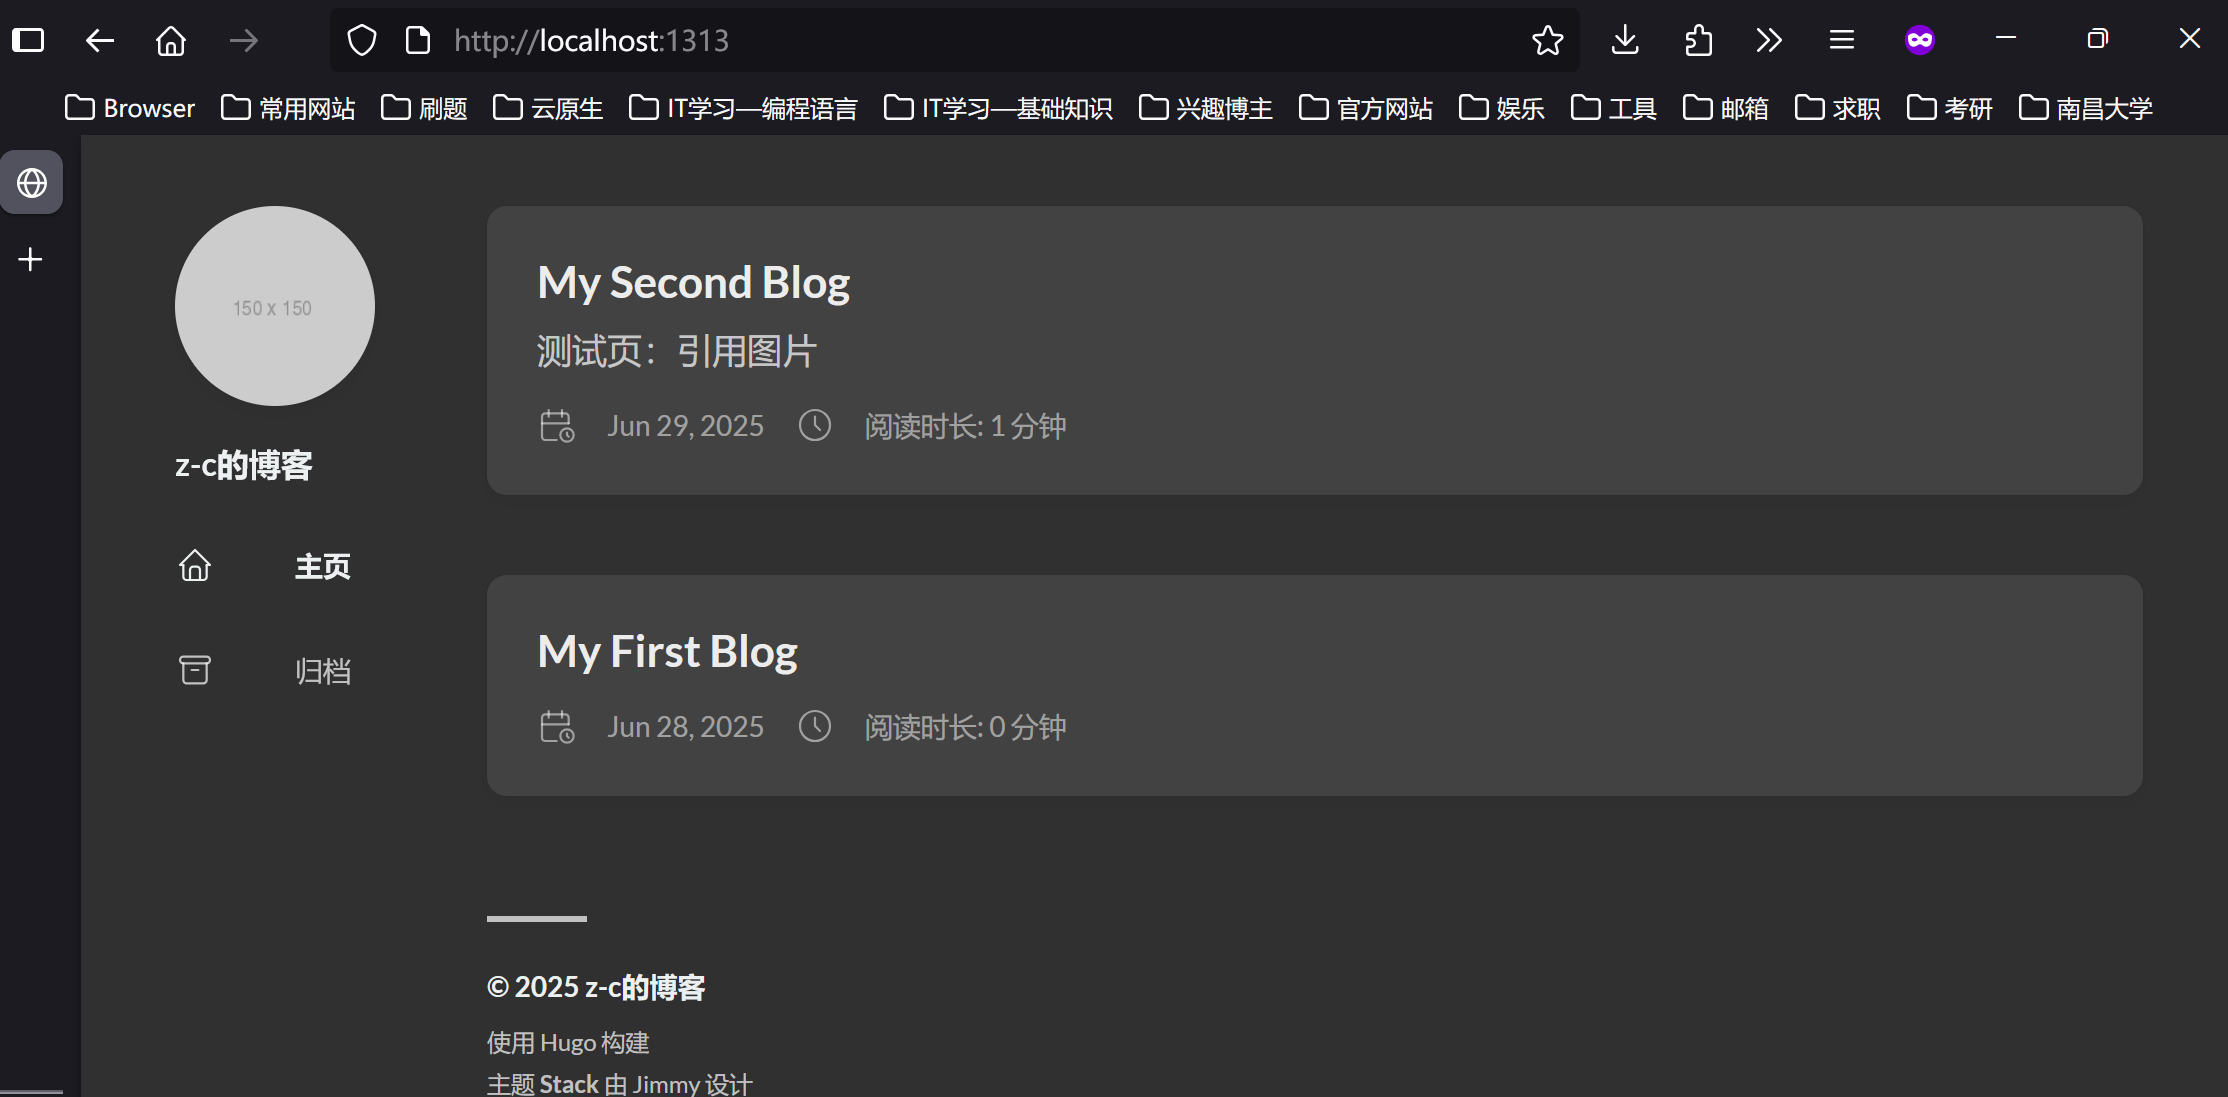 http://localhost:1313
Browser 常用网站 刷题 云原生 IT学习—编程语言 IT学习—基础知识 兴趣博主 官方网站 娱乐 工具 邮箱 求职 考研 南昌大学
150 x 150
z-c的博客
主页
归档
My Second Blog
测试页：引用图片
Jun 29, 2025 阅读时长: 1 分钟
My First Blog
Jun 28, 2025 阅读时长: 0 分钟
© 2025 z-c的博客
使用 Hugo 构建
主题 Stack 由 Jimmy 设计